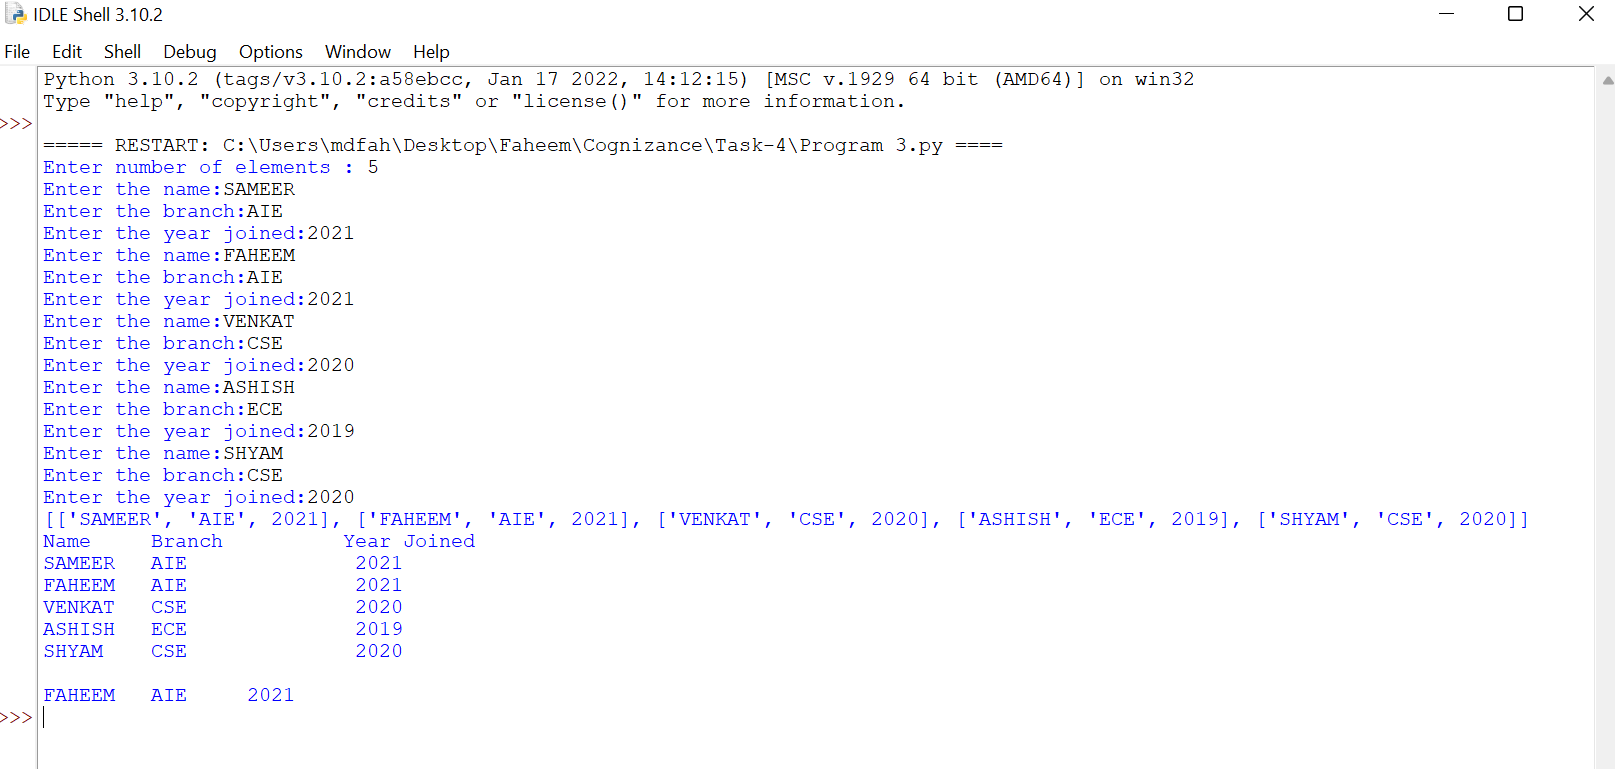 IDLE Shell 3.10.2
File Edit Shell Debug Options Window Help
Python 3.10.2 (tags/v3.10.2:a58ebcc, Jan 17 2022, 14:12:15) [MSC v.1929 64 bit (AMD64)] on win32
Type "help", "copyright", "credits" or "license()" for more information.
>>>
===== RESTART: C:\Users\mdfah\Desktop\Faheem\Cognizance\Task-4\Program 3.py ====
Enter number of elements : 5
Enter the name:SAMEER
Enter the branch:AIE
Enter the year joined:2021
Enter the name:FAHEEM
Enter the branch:AIE
Enter the year joined:2021
Enter the name:VENKAT
Enter the branch:CSE
Enter the year joined:2020
Enter the name:ASHISH
Enter the branch:ECE
Enter the year joined:2019
Enter the name:SHYAM
Enter the branch:CSE
Enter the year joined:2020
[['SAMEER', 'AIE', 2021], ['FAHEEM', 'AIE', 2021], ['VENKAT', 'CSE', 2020], ['ASHISH', 'ECE', 2019], ['SHYAM', 'CSE', 2020]]
Name     Branch          Year Joined
SAMEER   AIE              2021
FAHEEM   AIE              2021
VENKAT   CSE              2020
ASHISH   ECE              2019
SHYAM    CSE              2020
FAHEEM   AIE     2021
>>>